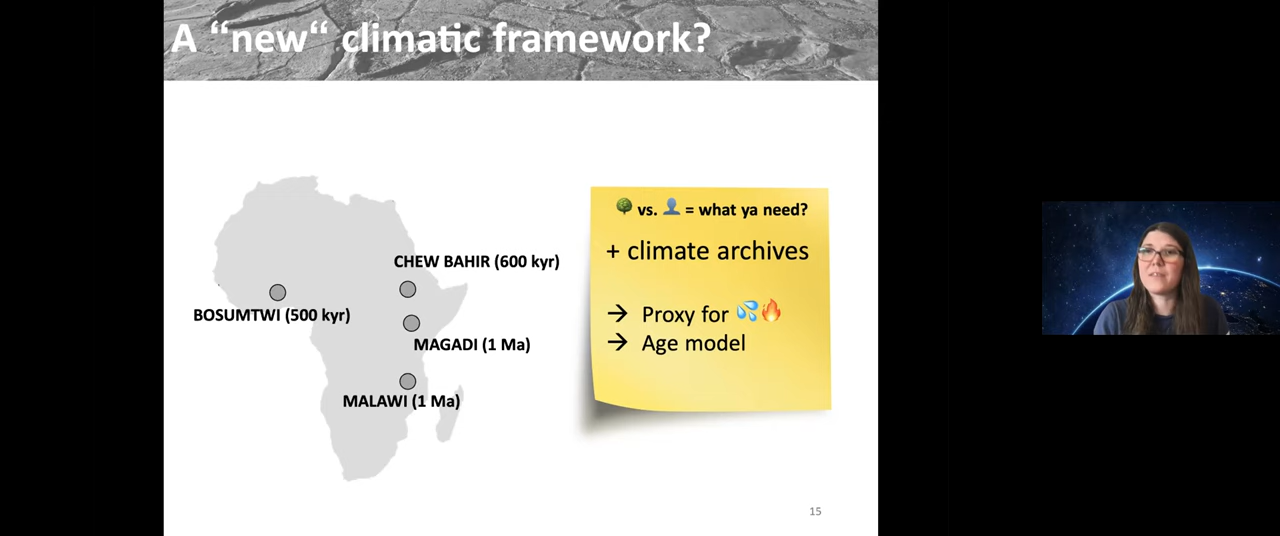 A “new“ climatic framework?
CHEW BAHIR (600 kyr)
BOSUMTWI (500 kyr)
MAGADI (1 Ma)
MALAWI (1 Ma)
🌳 vs. 👤 = what ya need?
+ climate archives
→ Proxy for 💦🔥
→ Age model
15